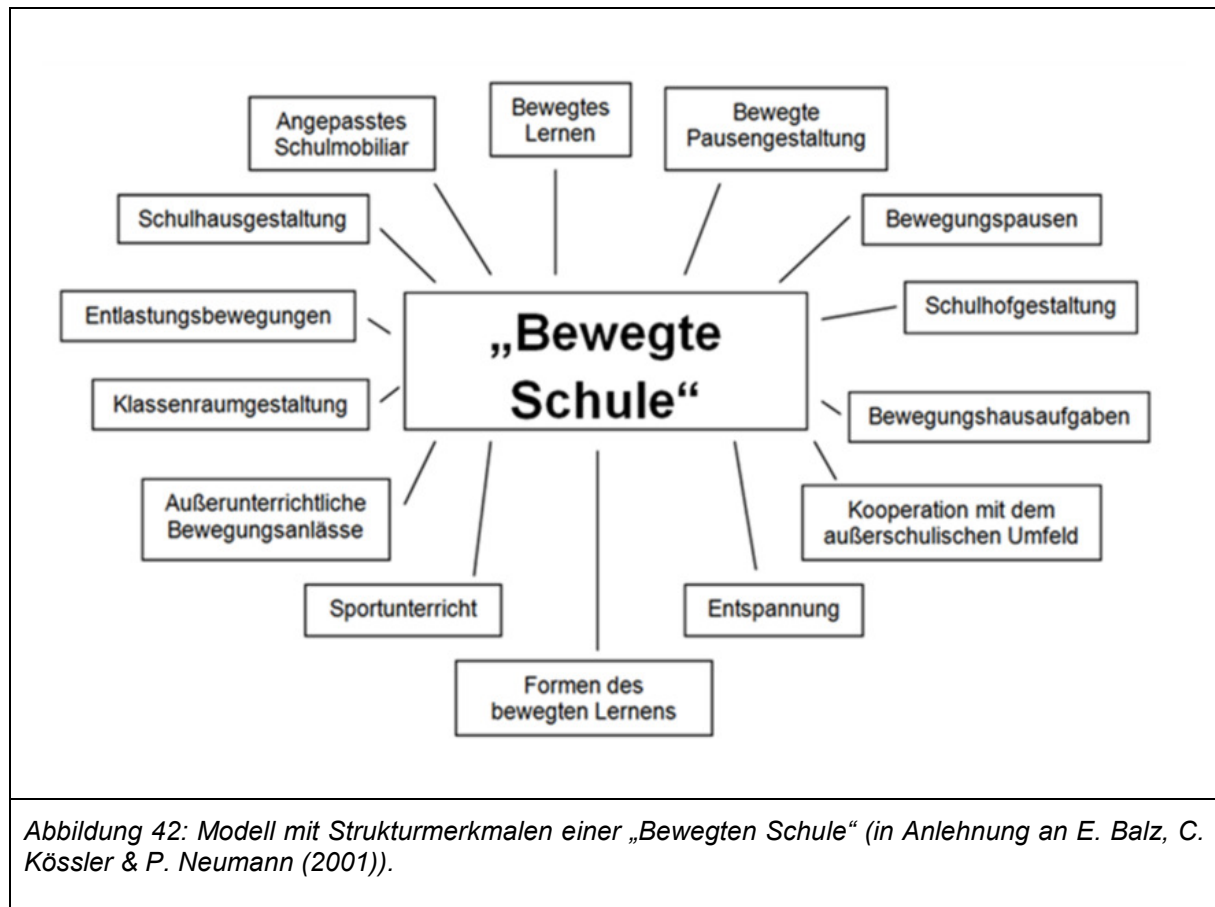 Angepasstes
Schulmobiliar
Bewegtes
Lernen
Bewegte
Pausengestaltung
Schulhausgestaltung
Bewegungspausen
Entlastungsbewegungen
Schulhofgestaltung
„Bewegte
Schule“
Klassenraumgestaltung
Bewegungshausaufgaben
Außerunterrichtliche
Bewegungsanlässe
Kooperation mit dem
außerschulischen Umfeld
Sportunterricht
Entspannung
Formen des
bewegten Lernens
Abbildung 42: Modell mit Strukturmerkmalen einer „Bewegten Schule“ (in Anlehnung an E. Balz, C.
Kössler & P. Neumann (2001)).